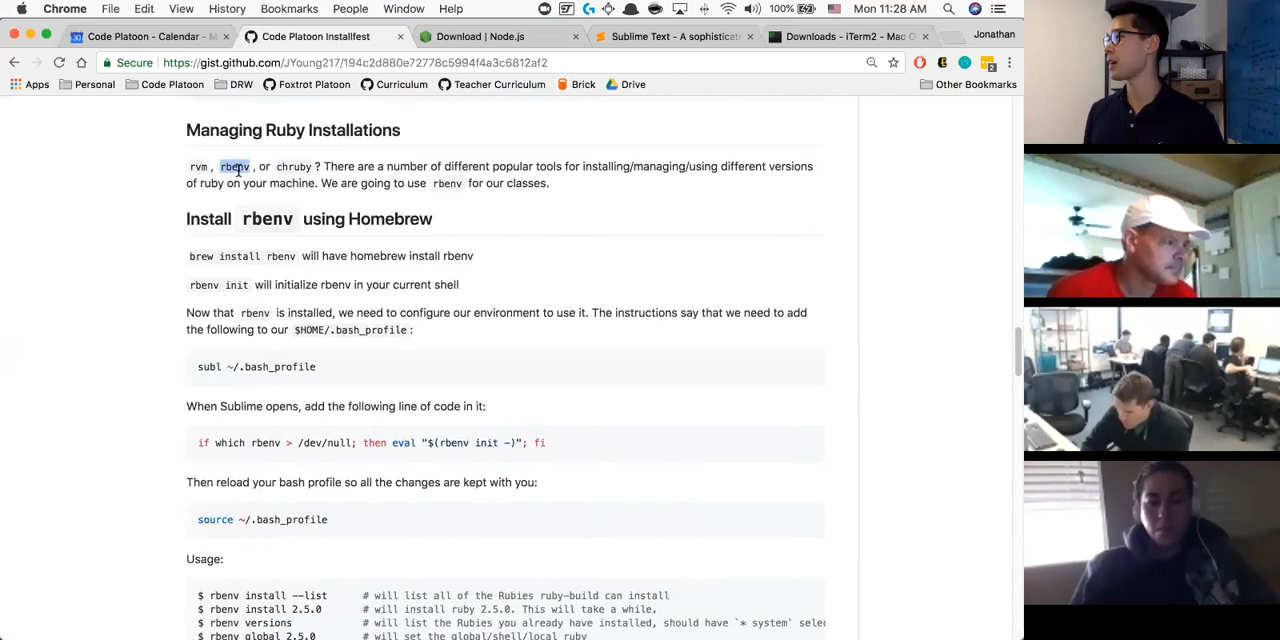 Chrome File Edit View History Bookmarks People Window Help 100% Mon 11:28 AM
Code Platoon - Calendar - M Code Platoon Installfest Download | Node.js Sublime Text - A sophisticat Downloads - iTerm2 - Mac O Jonathan
Secure https://gist.github.com/JYoung217/194c2d880e72778c5994f4a3c6812af2
Apps Personal Code Platoon DRW Foxtrot Platoon Curriculum Teacher Curriculum Brick Drive Other Bookmarks
Managing Ruby Installations
rvm, rbenv, or chruby? There are a number of different popular tools for installing/managing/using different versions
of ruby on your machine. We are going to use rbenv for our classes.
Install rbenv using Homebrew
brew install rbenv will have homebrew install rbenv
rbenv init will initialize rbenv in your current shell
Now that rbenv is installed, we need to configure our environment to use it. The instructions say that we need to add
the following to our $HOME/.bash_profile:
subl ~/.bash_profile
When Sublime opens, add the following line of code in it:
if which rbenv > /dev/null; then eval "$(rbenv init -)"; fi
Then reload your bash profile so all the changes are kept with you:
source ~/.bash_profile
Usage:
$ rbenv install --list # will list all of the Rubies ruby-build can install
$ rbenv install 2.5.0 # will install ruby 2.5.0. This will take a while.
$ rbenv versions # will list the Rubies you already have installed, should have `* system` selec
$ rbenv global 2.5.0 # will set the global/shell/local ruby